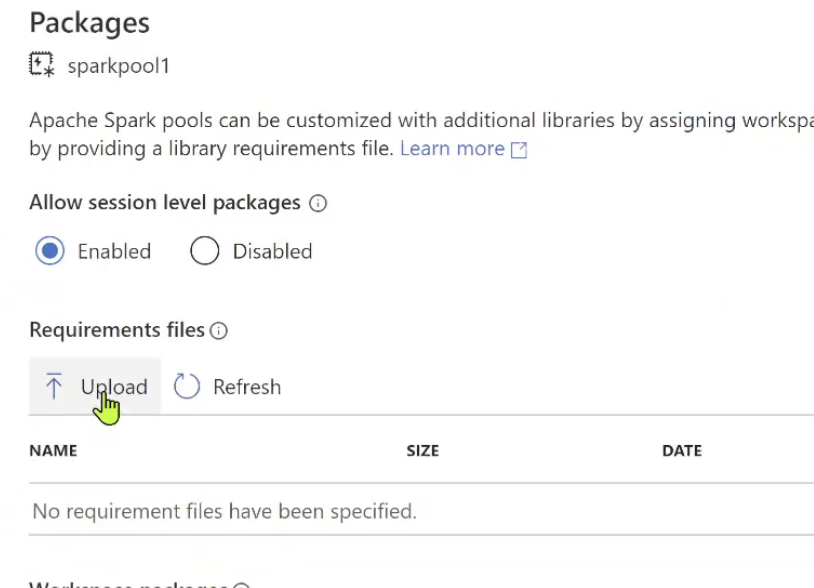 Packages
sparkpool1
Apache Spark pools can be customized with additional libraries by assigning
by providing a library requirements file. Learn more
Allow session level packages
Enabled Disabled
Requirements files
Upload Refresh
NAME SIZE DATE
No requirement files have been specified.